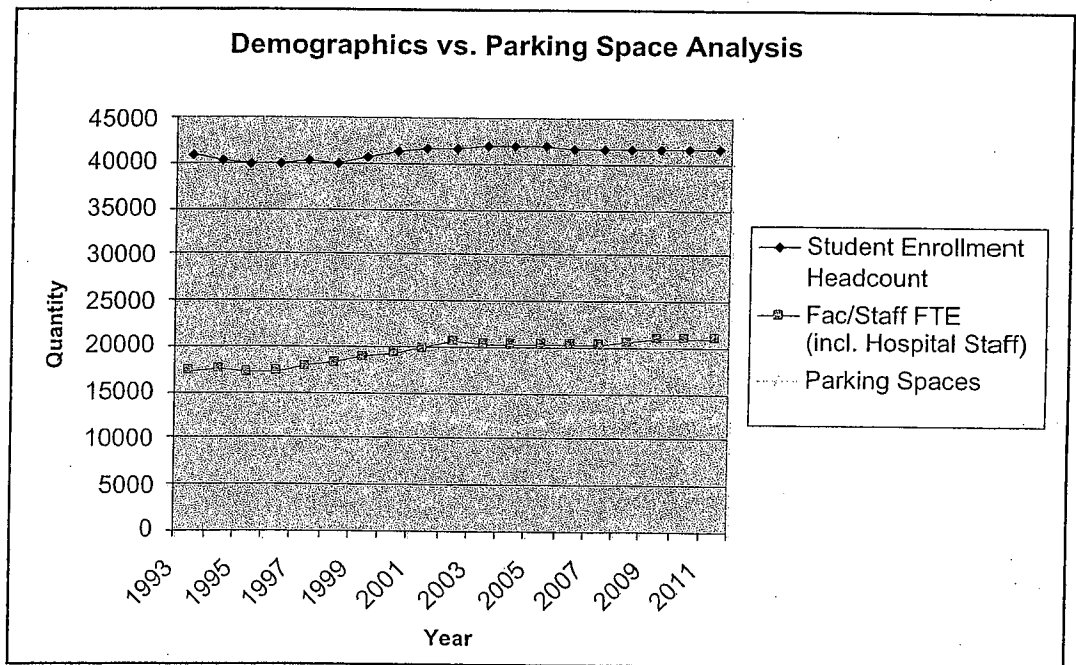 Demographics vs. Parking Space Analysis
45000
40000
35000
30000
25000
20000
15000
10000
5000
0
Quantity
1993
1995
1997
1999
2001
2003
2005
2007
2009
2011
Year
Student Enrollment
Headcount
Fac/Staff FTE
(incl. Hospital Staff)
Parking Spaces